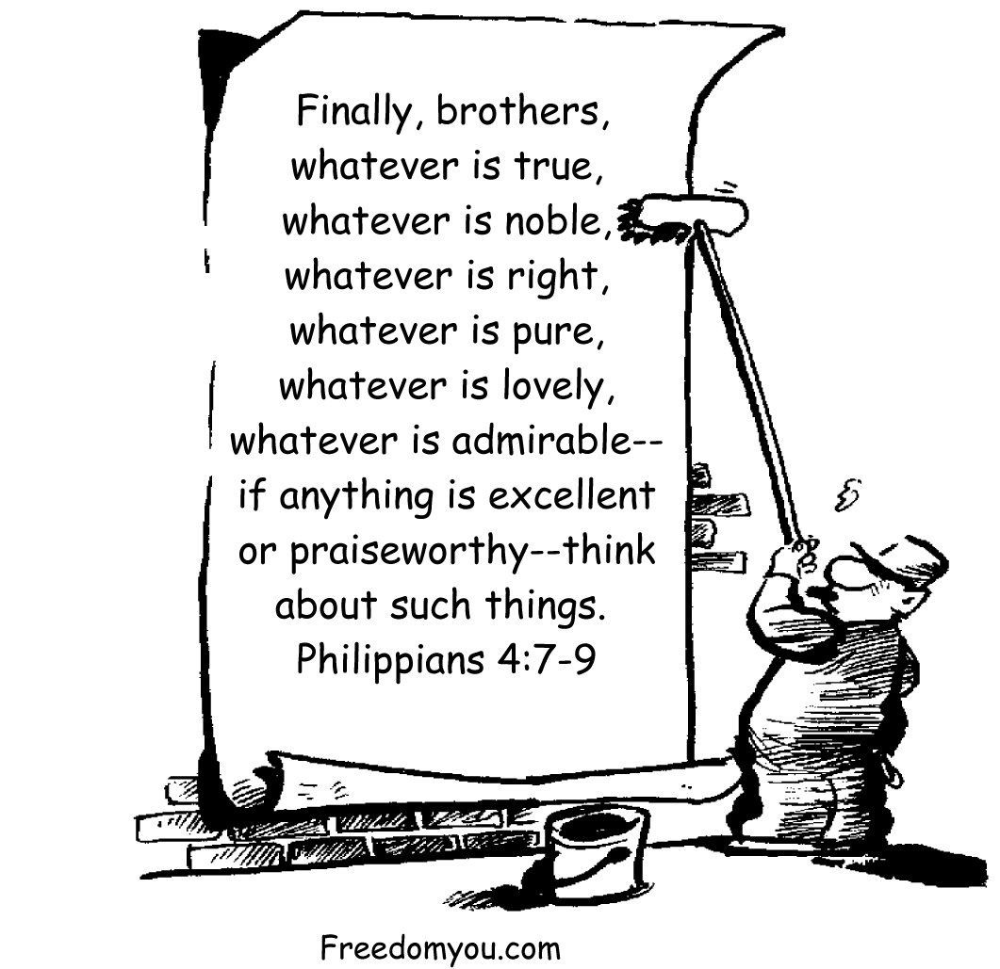 Finally, brothers,
whatever is true,
whatever is noble,
whatever is right,
whatever is pure,
whatever is lovely,
whatever is admirable--
if anything is excellent
or praiseworthy--think
about such things.
Philippians 4:7-9
Freedomyou.com